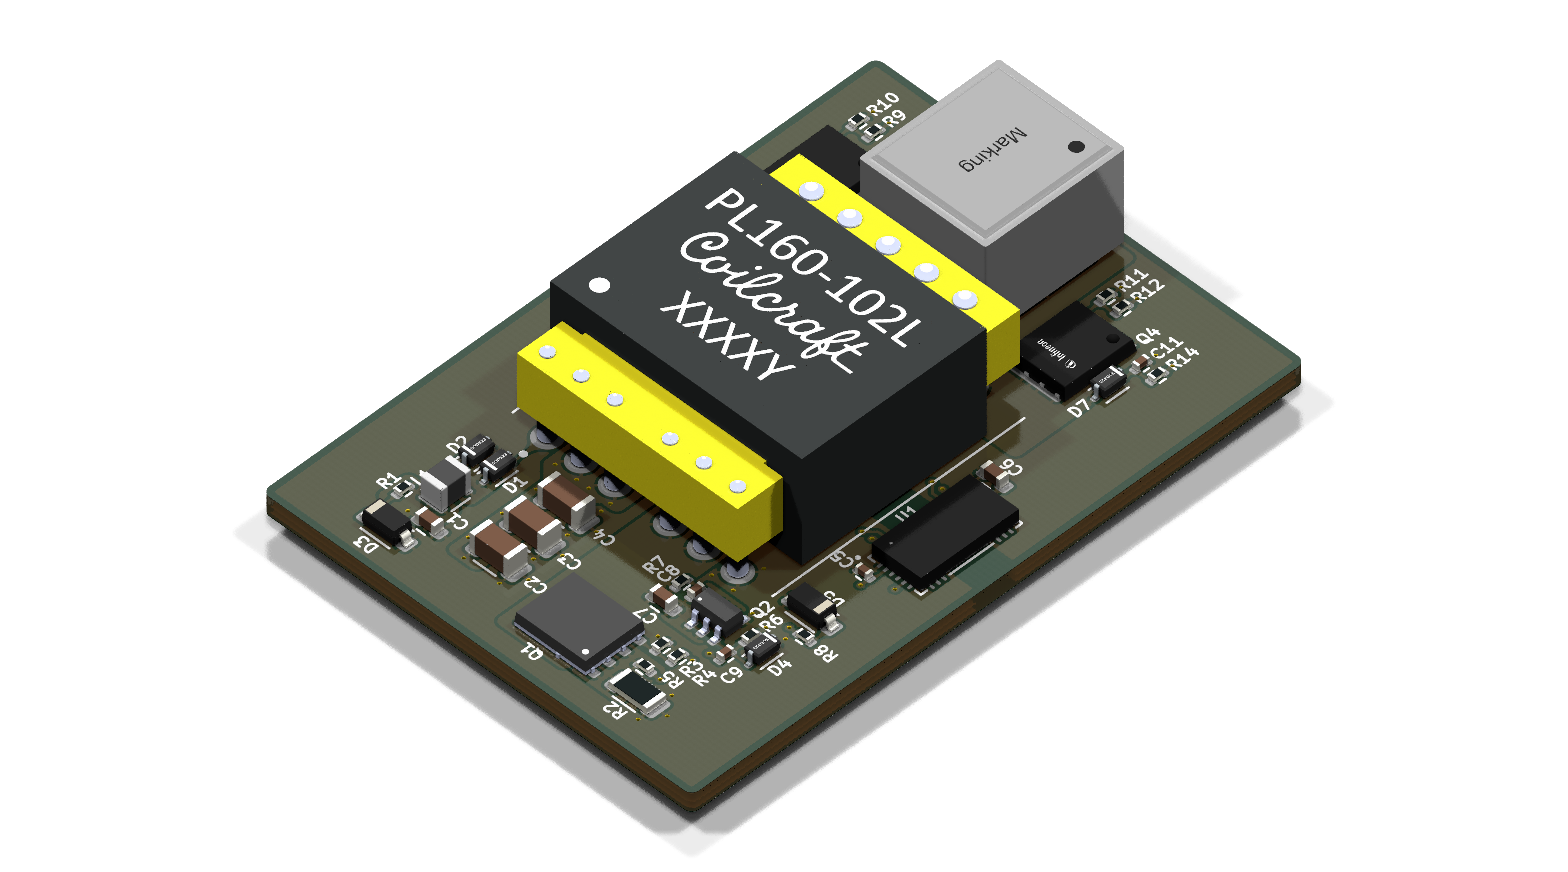 R10
R9
Marking
PL160-102L
Coilcraft
XXXXY
R11
R12
Q4
C11
R14
Infineon
D7
D2
D1
R1
C1
D3
C4
C3
C2
C6
U1
C5
R7
C8
C7
Q2
R6
R8
D4
C9
R3
R4
R5
R2
Q1